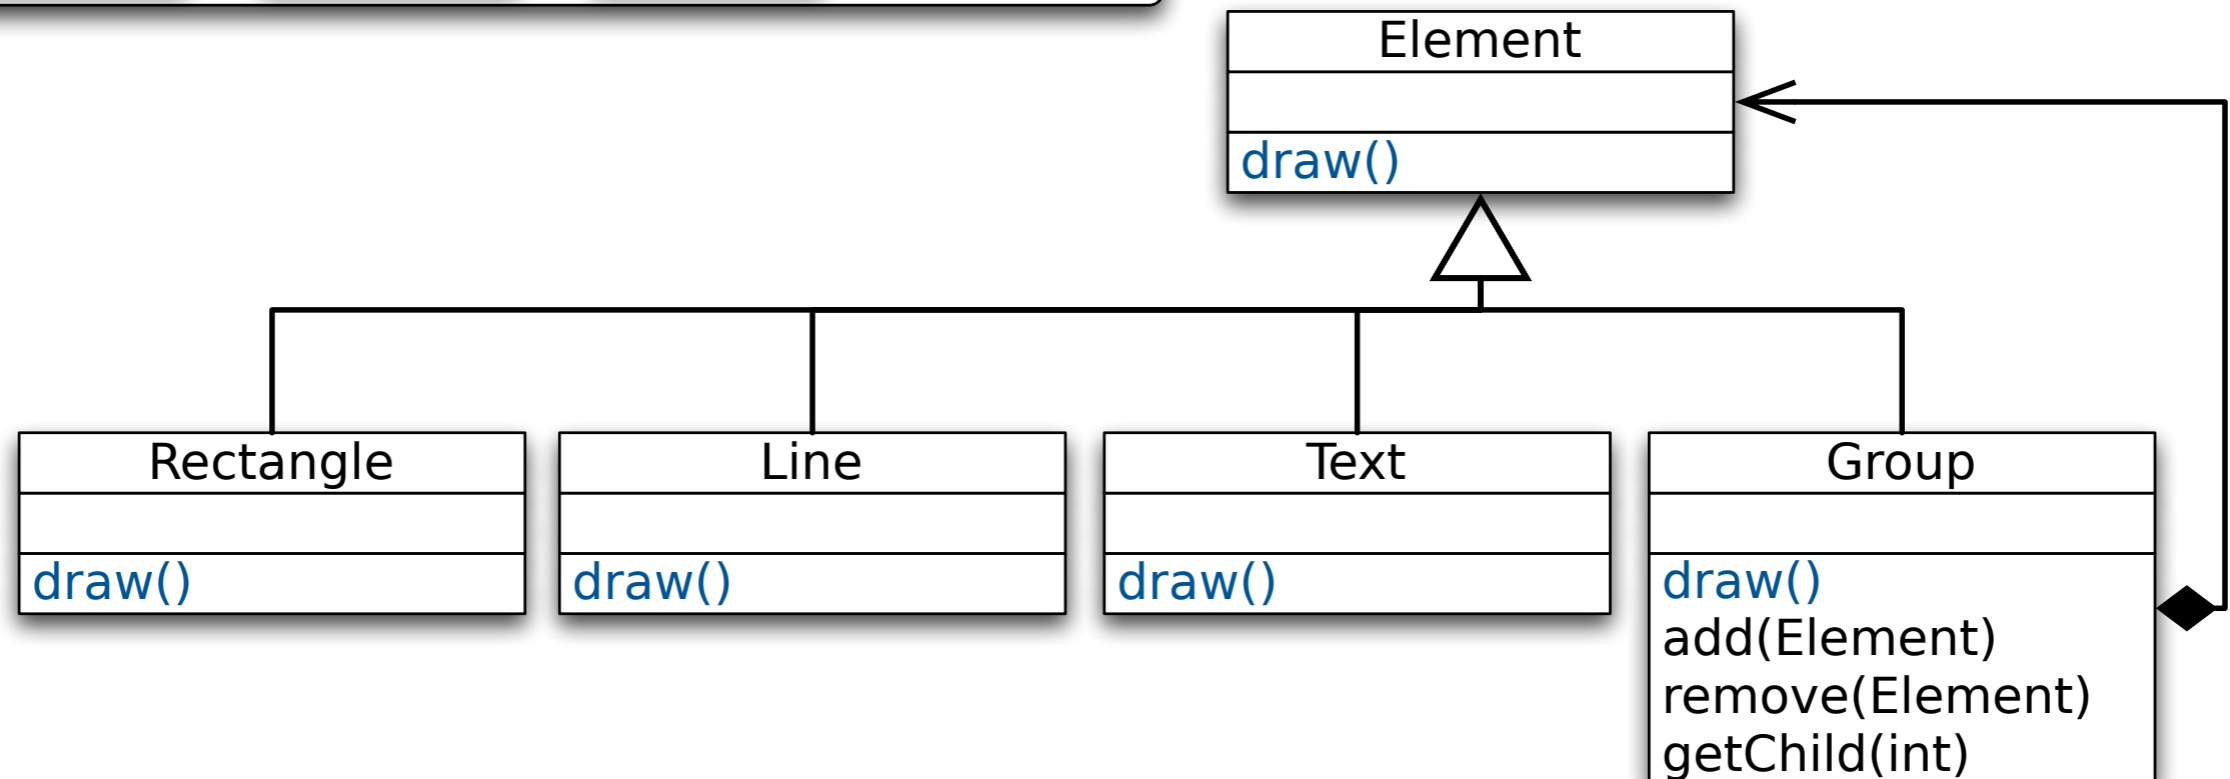 Element
draw()
Rectangle
draw()
Line
draw()
Text
draw()
Group
draw()
add(Element)
remove(Element)
getChild(int)